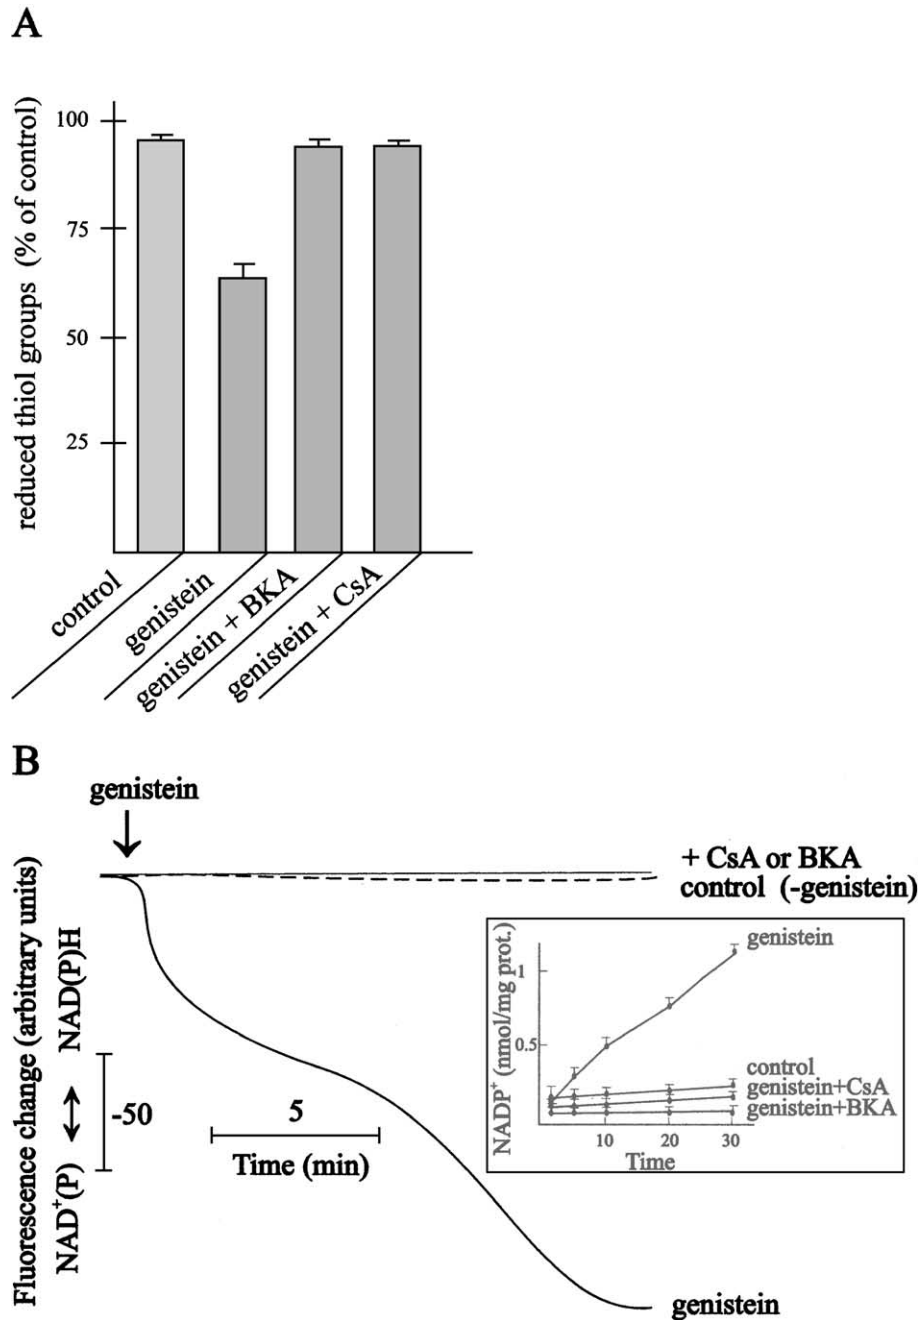 A
reduced thiol groups (% of control)
100
75
50
25
control
genistein
genistein + BKA
genistein + CsA
B
genistein
Fluorescence change (arbitrary units)
NAD⁺(P) NAD(P)H
-50
5
Time (min)
+ CsA or BKA
control (-genistein)
NADP⁺ (nmol/mg prot.)
1
0.5
genistein
control
genistein+CsA
genistein+BKA
10 20 30
Time
genistein